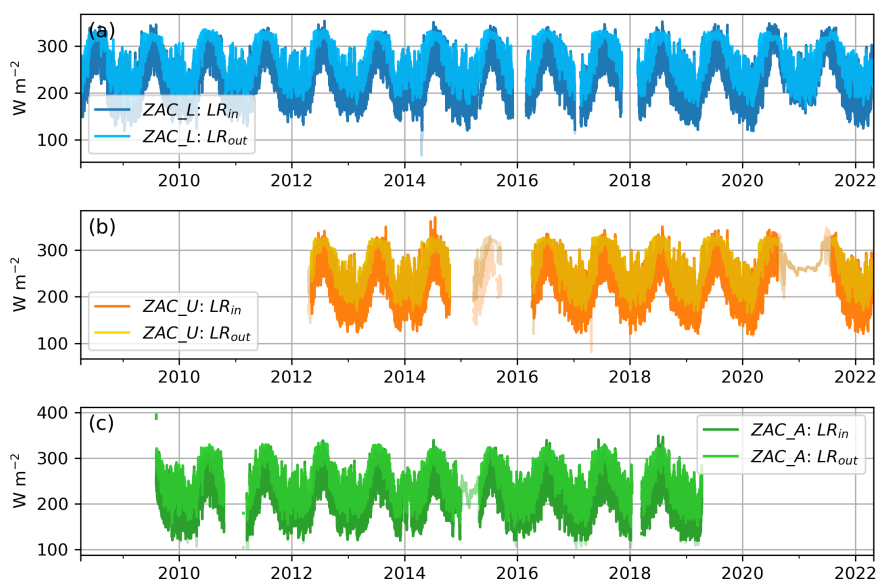 (a)
300
200
100
W m⁻²
ZAC_L: LR_in
ZAC_L: LR_out
2010 2012 2014 2016 2018 2020 2022
(b)
300
200
100
W m⁻²
ZAC_U: LR_in
ZAC_U: LR_out
2010 2012 2014 2016 2018 2020 2022
(c)
400
300
200
100
W m⁻²
ZAC_A: LR_in
ZAC_A: LR_out
2010 2012 2014 2016 2018 2020 2022